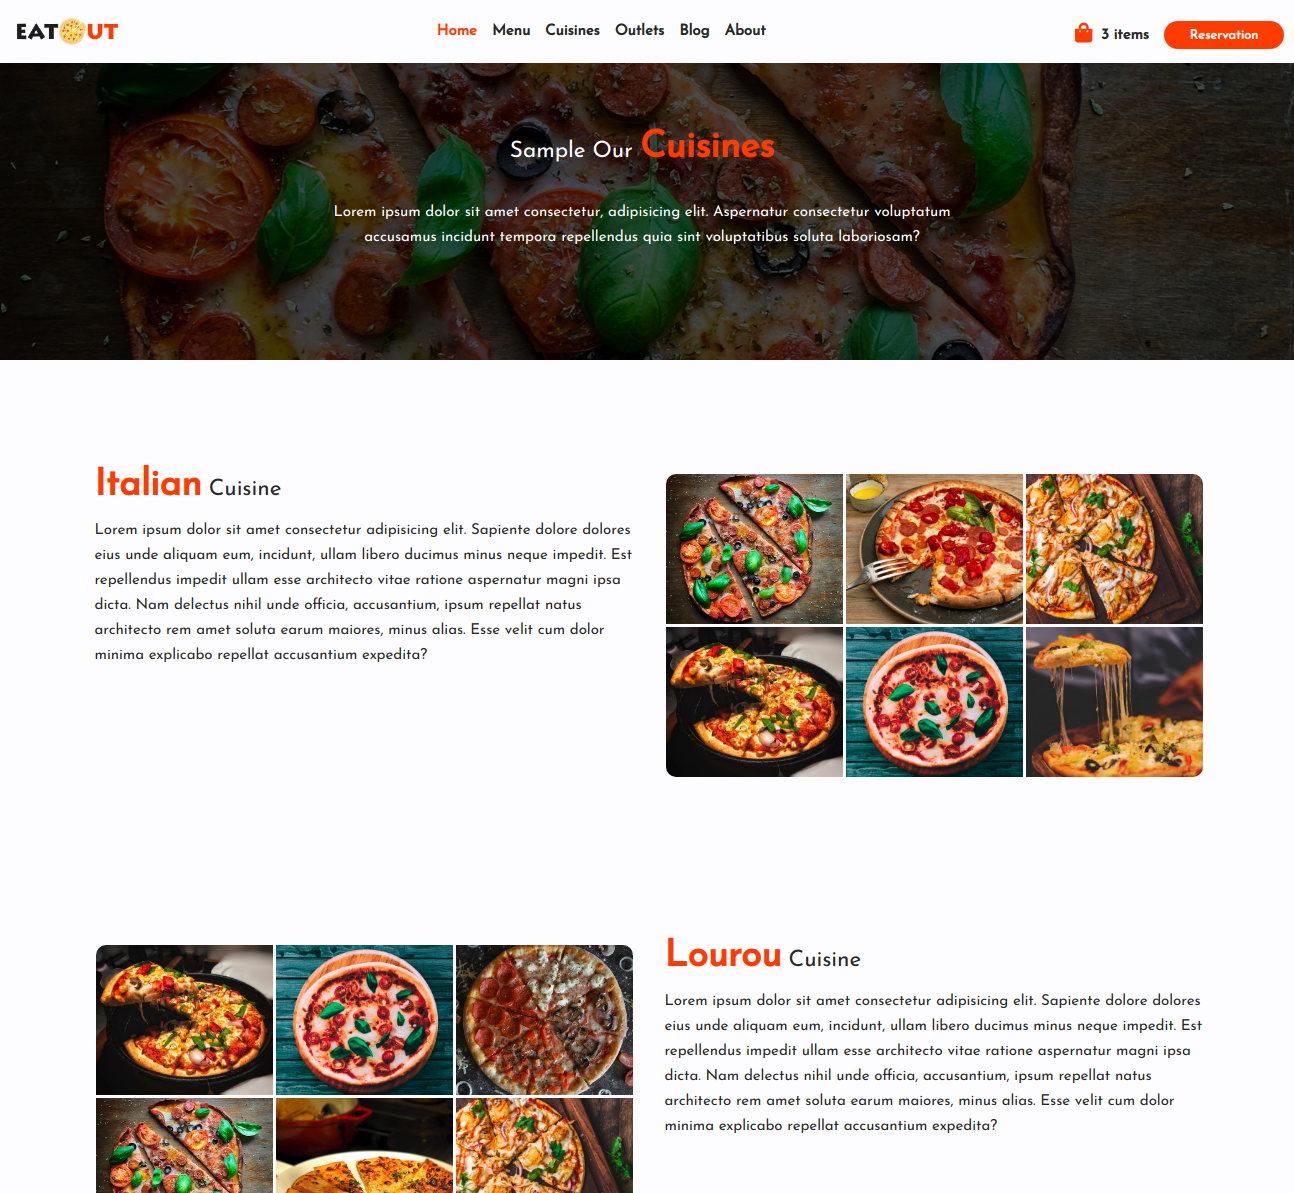 EAT UT
Home Menu Cuisines Outlets Blog About
3 items
Reservation
Sample Our Cuisines
Lorem ipsum dolor sit amet consectetur, adipisicing elit. Aspernatur consectetur voluptatum
accusamus incidunt tempora repellendus quia sint voluptatibus soluta laboriosam?
Italian Cuisine
Lorem ipsum dolor sit amet consectetur adipisicing elit. Sapiente dolore dolores
eius unde aliquam eum, incidunt, ullam libero ducimus minus neque impedit. Est
repellendus impedit ullam esse architecto vitae ratione aspernatur magni ipsa
dicta. Nam delectus nihil unde officia, accusantium, ipsum repellat natus
architecto rem amet soluta earum maiores, minus alias. Esse velit cum dolor
minima explicabo repellat accusantium expedita?
Lourou Cuisine
Lorem ipsum dolor sit amet consectetur adipisicing elit. Sapiente dolore dolores
eius unde aliquam eum, incidunt, ullam libero ducimus minus neque impedit. Est
repellendus impedit ullam esse architecto vitae ratione aspernatur magni ipsa
dicta. Nam delectus nihil unde officia, accusantium, ipsum repellat natus
architecto rem amet soluta earum maiores, minus alias. Esse velit cum dolor
minima explicabo repellat accusantium expedita?